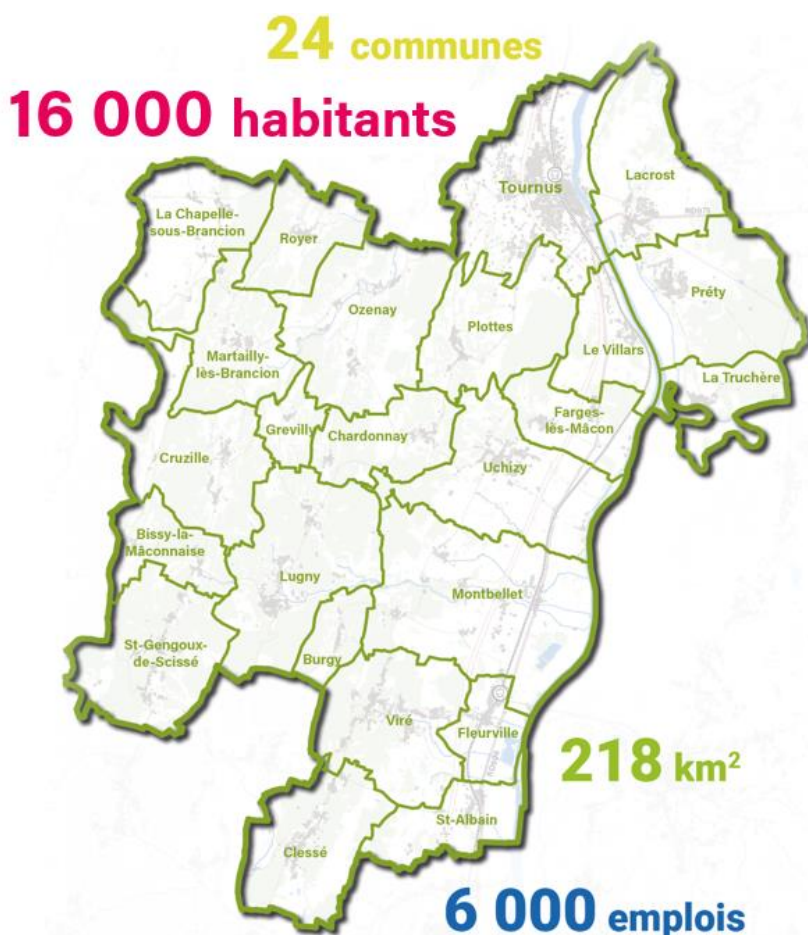 24 communes
16 000 habitants
Tournus
Lacrost
La Chapelle-
sous-Brancion
Royer
Ozenay
Plottes
Préty
Le Villars
Martailly-
lès-Brancion
La Truchère
Farges-
lès-Mâcon
Grevilly
Chardonnay
Cruzille
Uchizy
Bissy-la-
Mâconnaise
Lugny
Montbellet
St-Gengoux-
de-Scissé
Burgy
Viré
Fleurville
218 km²
St-Albain
Clessé
6 000 emplois